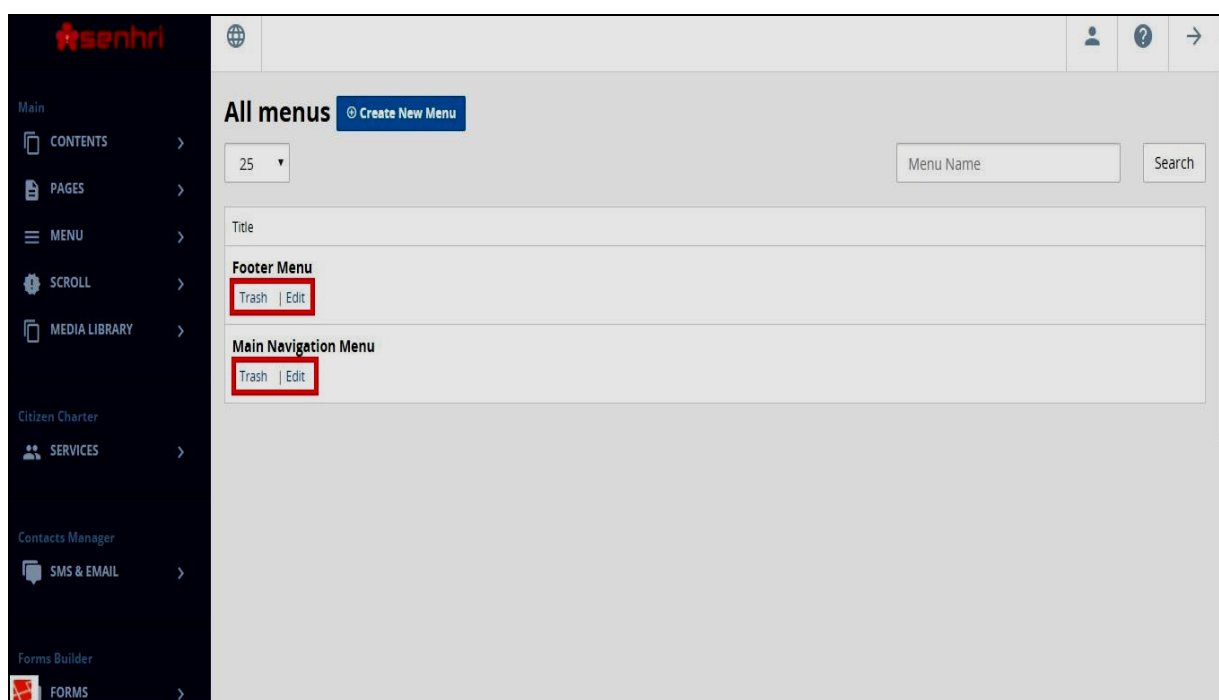 senhri
Main
CONTENTS
PAGES
MENU
SCROLL
MEDIA LIBRARY
Citizen Charter
SERVICES
Contacts Manager
SMS & EMAIL
Forms Builder
FORMS
All menus
Create New Menu
25
Menu Name
Search
Title
Footer Menu
Trash | Edit
Main Navigation Menu
Trash | Edit